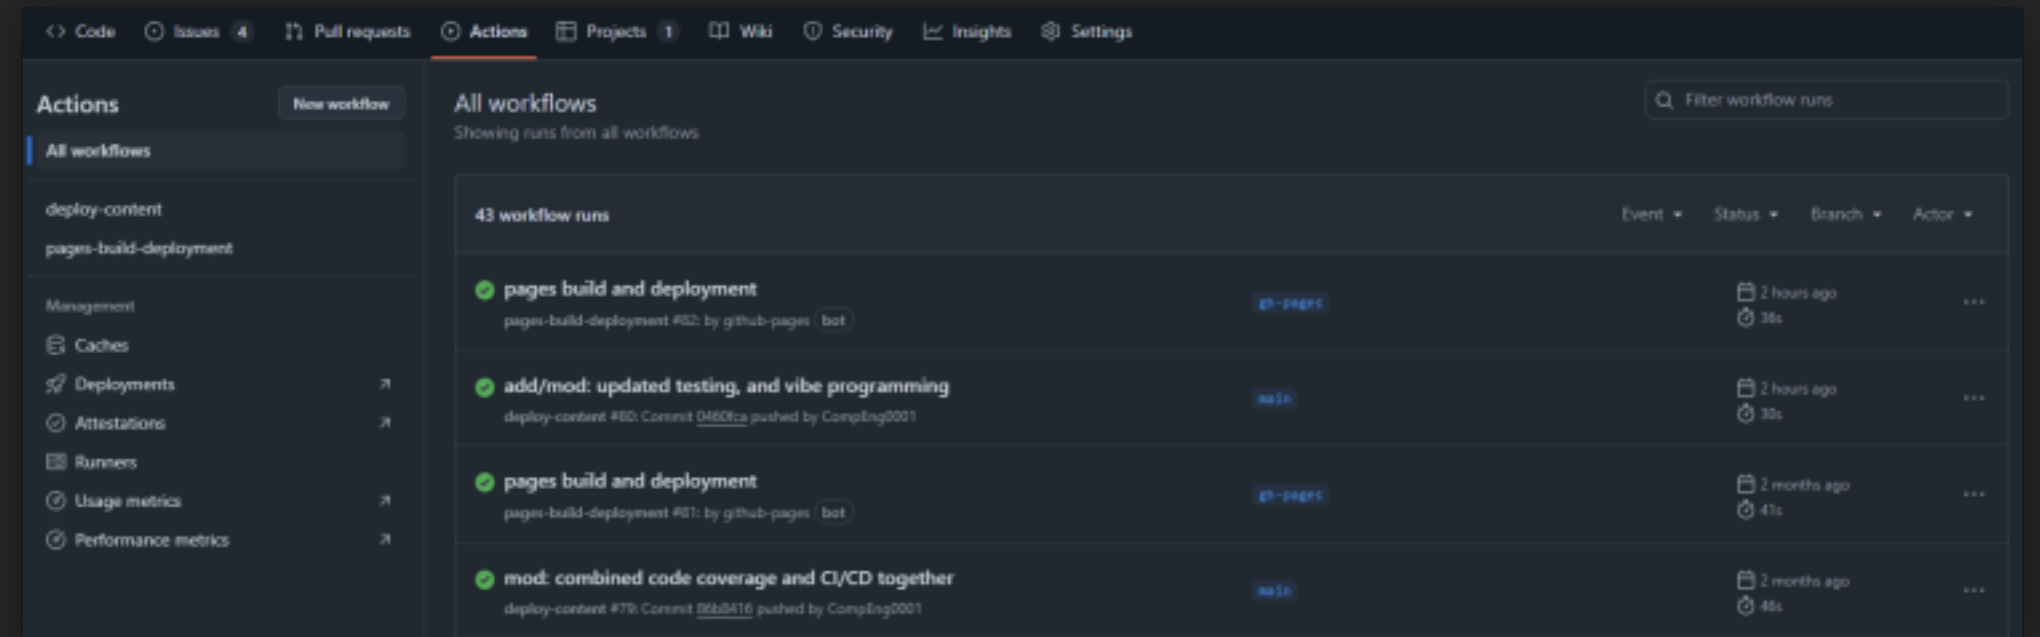 Code Issues 4 Pull requests Actions Projects 1 Wiki Security Insights Settings
Actions New workflow
All workflows
deploy-content
pages-build-deployment
Management
Caches
Deployments
Attestations
Runners
Usage metrics
Performance metrics
All workflows
Showing runs from all workflows
Filter workflow runs
43 workflow runs
Event Status Branch Actor
pages build and deployment
pages-build-deployment #82: by github-pages bot
gh-pages
2 hours ago
add/mod: updated testing, and vibe programming
deploy-content #80: Commit 0460fca pushed by CompEng0001
main
2 hours ago
30s
pages build and deployment
pages-build-deployment #81: by github-pages bot
gh-pages
2 months ago
41s
mod: combined code coverage and CI/CD together
deploy-content #79: Commit 86b8416 pushed by CompEng0001
main
2 months ago
46s